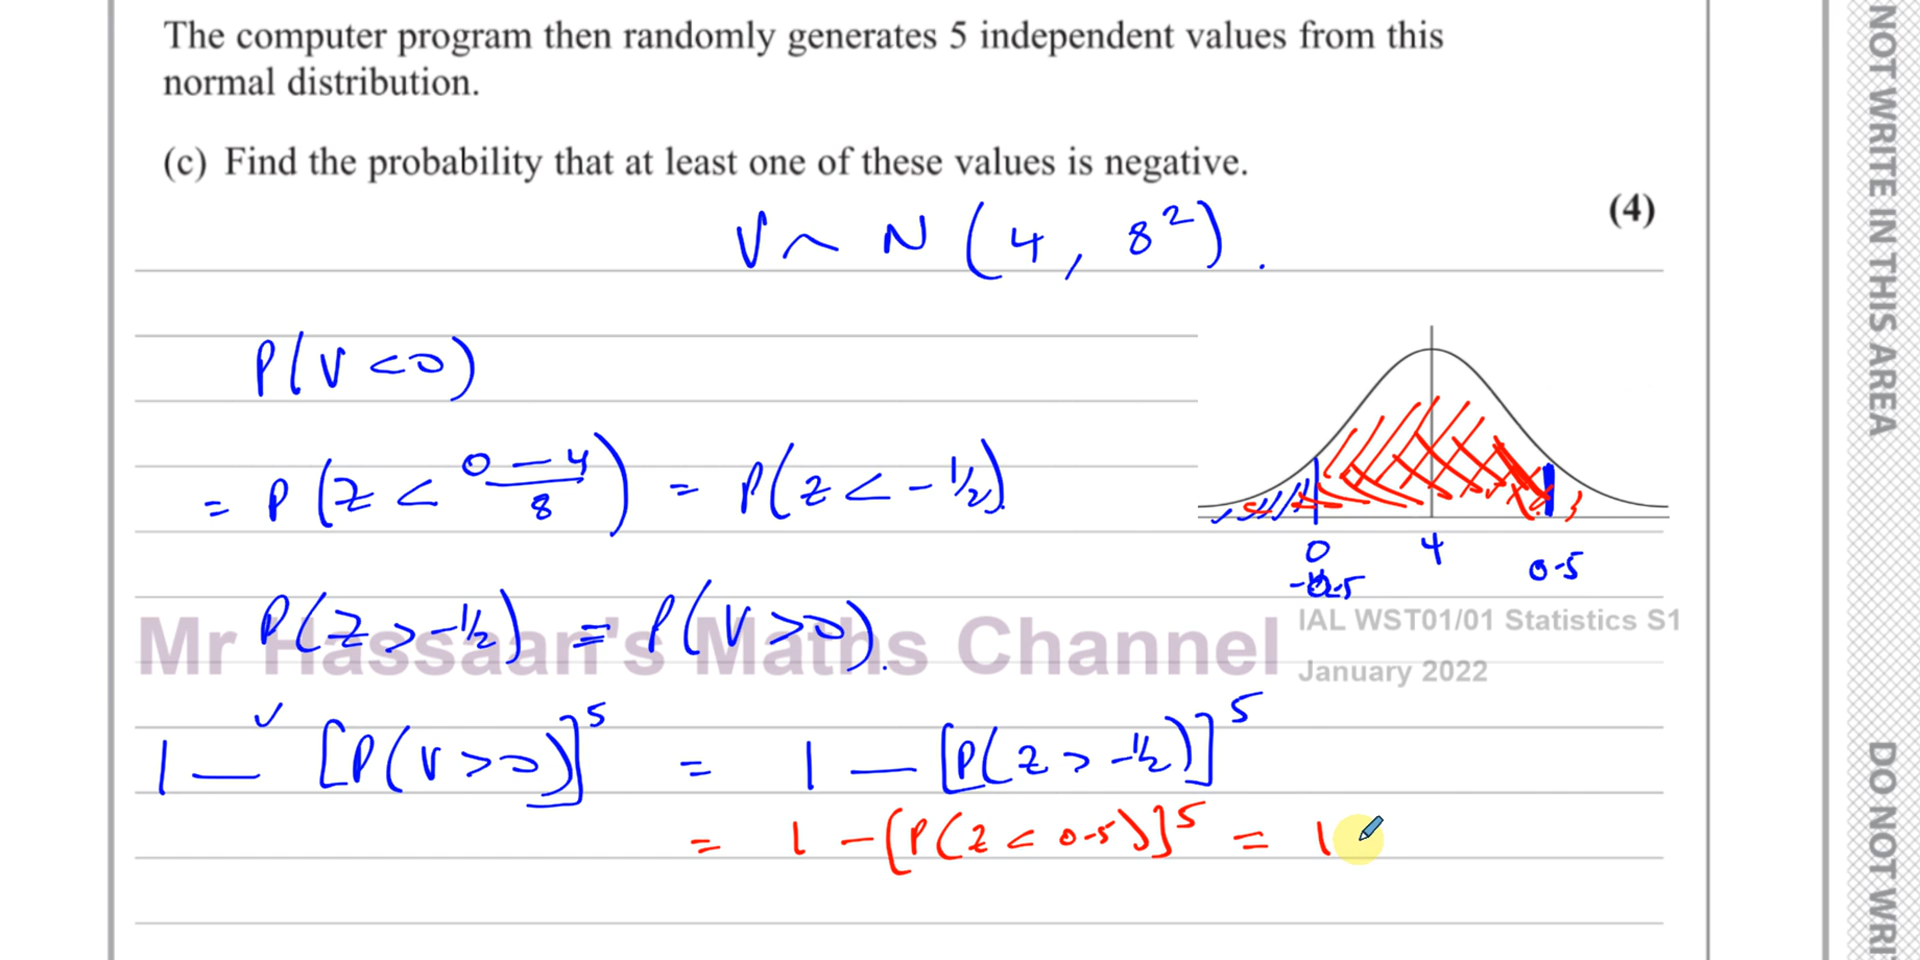 The computer program then randomly generates 5 independent values from this
normal distribution.
(c) Find the probability that at least one of these values is negative.
(4)
V ~ N (4, 8²).
P(V<0)
= P(Z < (0-4)/8) = P(Z < -½).
0 4 0.5
P(Z > -½) = P(V>0).
Mr Hassaan's Maths Channel
IAL WST01/01 Statistics S1
January 2022
1 - [P(V>0)]⁵ = 1 - [P(Z > -½)]⁵
= 1 - [P(Z < 0.5)]⁵ = 1
NOT WRITE IN THIS AREA
DO NOT WRI